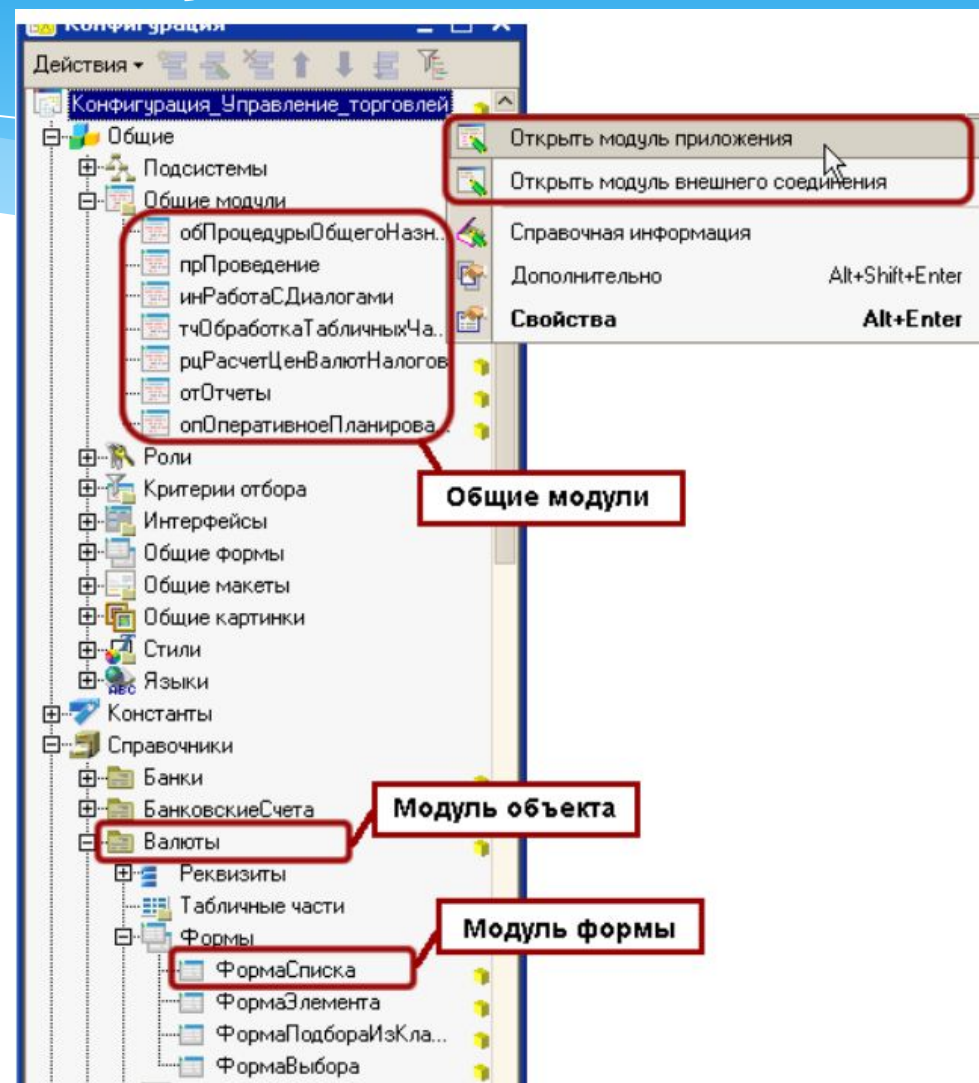 Конфигурация
Действия
Конфигурация_Управление_торговлей
Общие
Подсистемы
Общие модули
обПроцедурыОбщегоНазн..
прПроведение
инРаботаСДиалогами
тчОбработкаТабличныхЧа..
рцРасчетЦенВалютНалогов
отОтчеты
опОперативноеПланирова..
Роли
Критерии отбора
Интерфейсы
Общие формы
Общие макеты
Общие картинки
Стили
ABC Языки
Константы
Справочники
Банки
БанковскиеСчета
Валюты
Реквизиты
Табличные части
Формы
ФормаСписка
ФормаЭлемента
ФормаПодбораИзКла...
ФормаВыбора
Открыть модуль приложения
Открыть модуль внешнего соединения
Справочная информация
Дополнительно Alt+Shift+Enter
Свойства Alt+Enter
Общие модули
Модуль объекта
Модуль формы